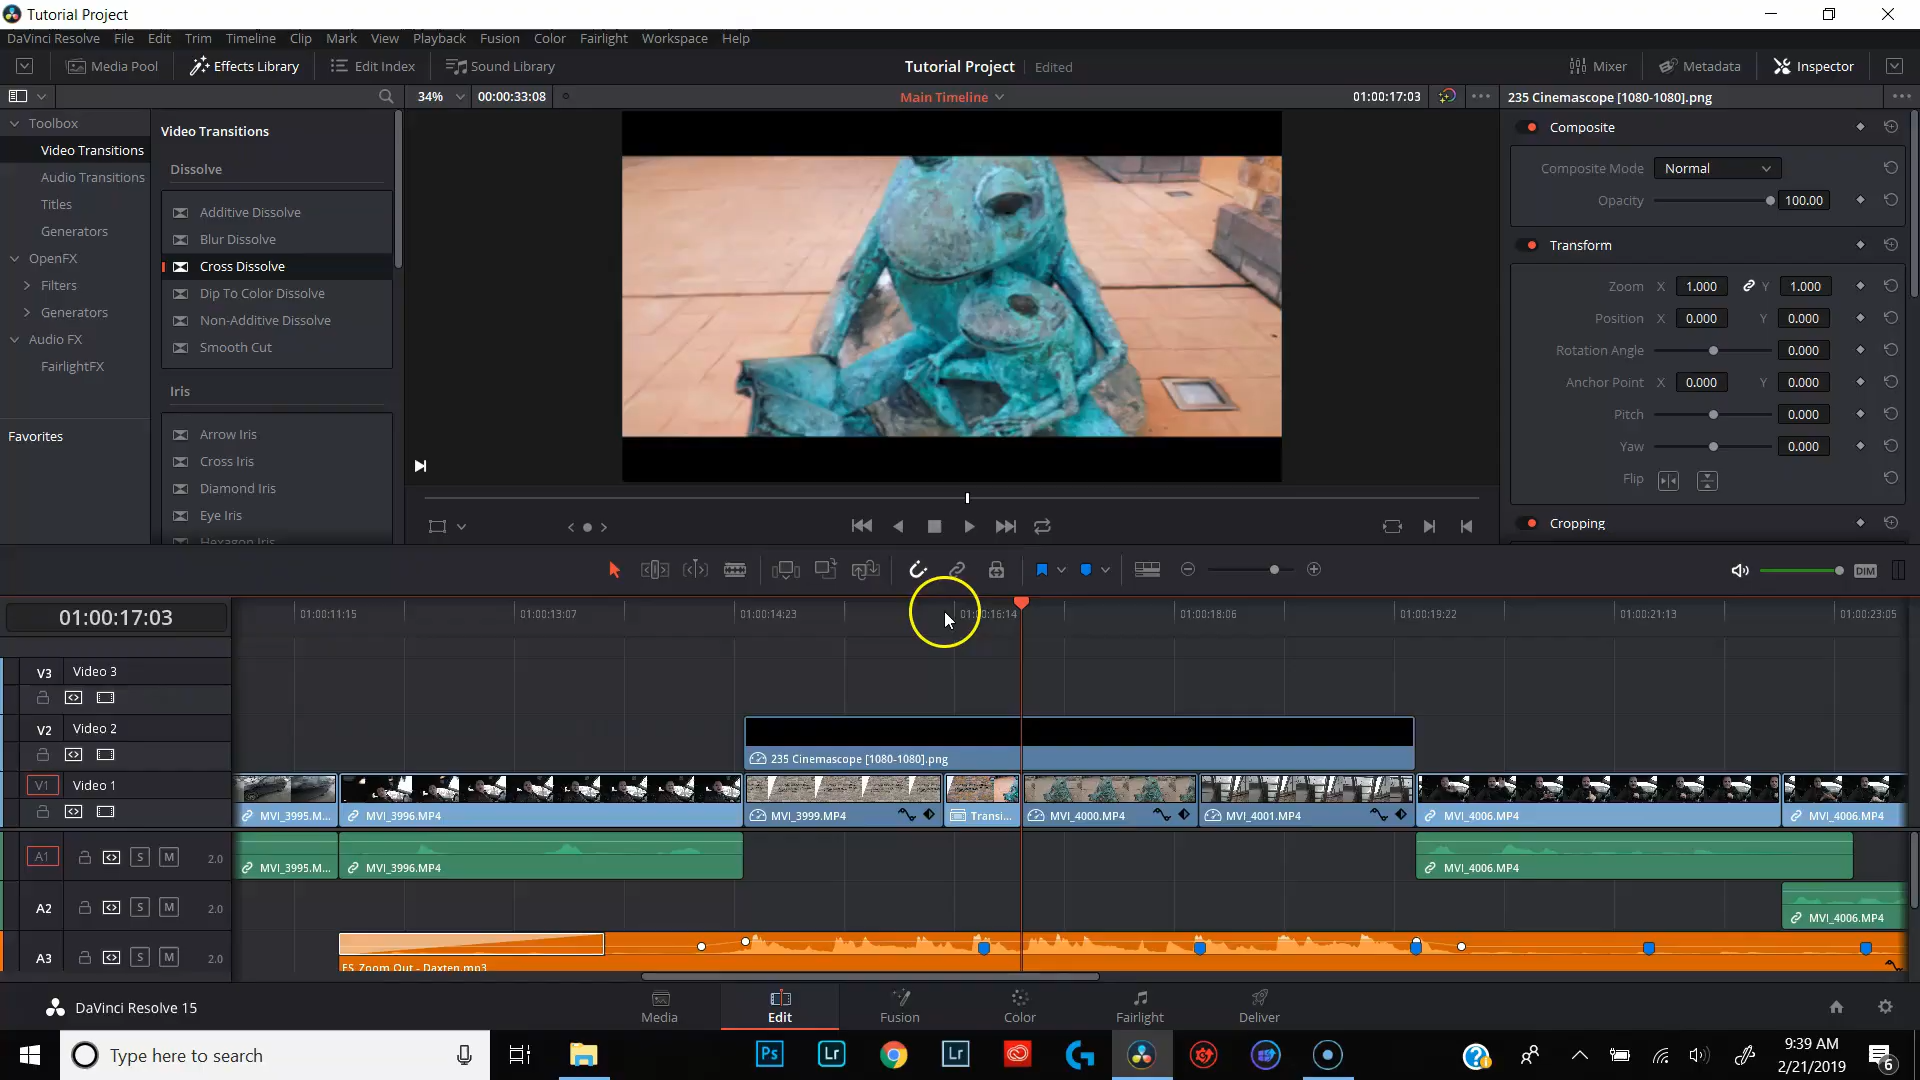 Tutorial Project
DaVinci Resolve File Edit Trim Timeline Clip Mark View Playback Fusion Color Fairlight Workspace Help
Media Pool Effects Library Edit Index Sound Library Tutorial Project Edited Mixer Metadata Inspector
34% 00:00:33:08 Main Timeline 01:00:17:03 235 Cinemascope [1080-1080].png
Toolbox
Video Transitions
Audio Transitions
Titles
Generators
OpenFX
Filters
Generators
Audio FX
FairlightFX
Favorites
Video Transitions
Dissolve
Additive Dissolve
Blur Dissolve
Cross Dissolve
Dip To Color Dissolve
Non-Additive Dissolve
Smooth Cut
Iris
Arrow Iris
Cross Iris
Diamond Iris
Eye Iris
Hexagon Iris
Composite
Composite Mode Normal
Opacity 100.00
Transform
Zoom X 1.000 Y 1.000
Position X 0.000 Y 0.000
Rotation Angle 0.000
Anchor Point X 0.000 Y 0.000
Pitch 0.000
Yaw 0.000
Flip
Cropping
DIM
01:00:17:03 01:00:11:15 01:00:13:07 01:00:14:23 01:00:16:14 01:00:18:06 01:00:19:22 01:00:21:13 01:00:23:05
V3 Video 3
V2 Video 2
235 Cinemascope [1080-1080].png
V1 Video 1
MVI_3995.M... MVI_3996.MP4 MVI_3999.MP4 Transi... MVI_4000.MP4 MVI_4001.MP4 MVI_4006.MP4 MVI_4006.MP4
A1 S M 2.0
MVI_3995.M... MVI_3996.MP4 MVI_4006.MP4
A2 S M 2.0
MVI_4006.MP4
A3 S M 2.0
ES_Zoom Out - Daxten.mp3
DaVinci Resolve 15 Media Edit Fusion Color Fairlight Deliver
Type here to search Ps Lr Lr
9:39 AM
2/21/2019
6